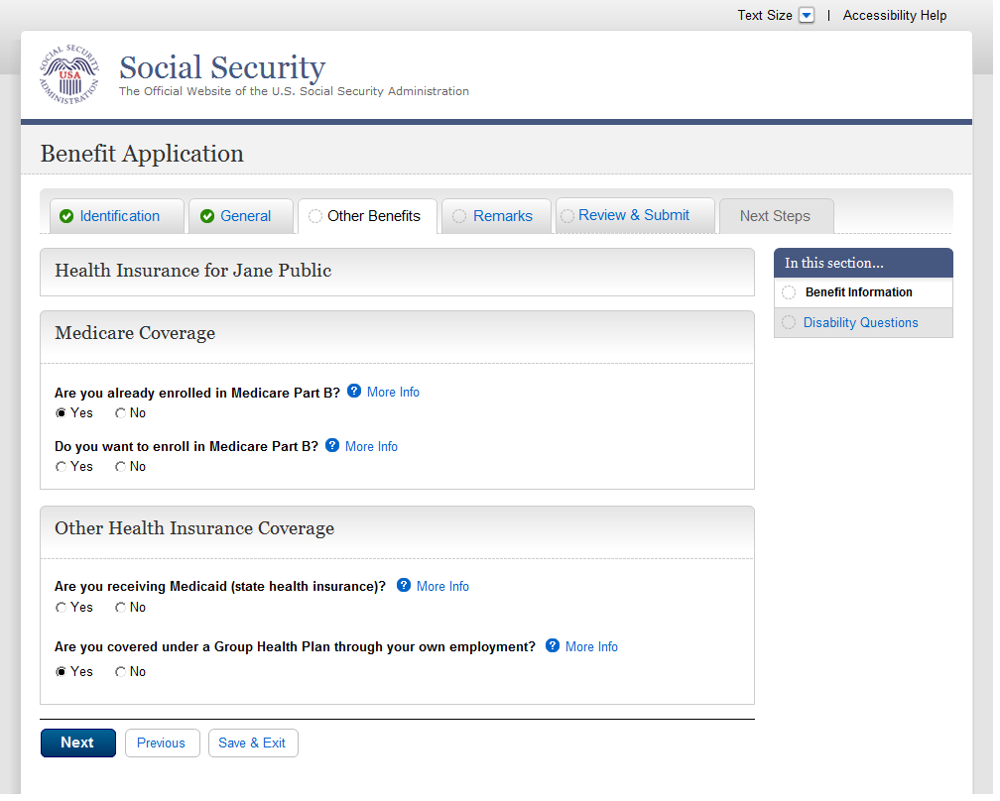 Text Size | Accessibility Help
SOCIAL SECURITY ADMINISTRATION
USA
Social Security
The Official Website of the U.S. Social Security Administration
Benefit Application
Identification General Other Benefits Remarks Review & Submit Next Steps
Health Insurance for Jane Public
In this section...
Benefit Information
Disability Questions
Medicare Coverage
Are you already enrolled in Medicare Part B? ? More Info
Yes No
Do you want to enroll in Medicare Part B? ? More Info
Yes No
Other Health Insurance Coverage
Are you receiving Medicaid (state health insurance)? ? More Info
Yes No
Are you covered under a Group Health Plan through your own employment? ? More Info
Yes No
Next Previous Save & Exit